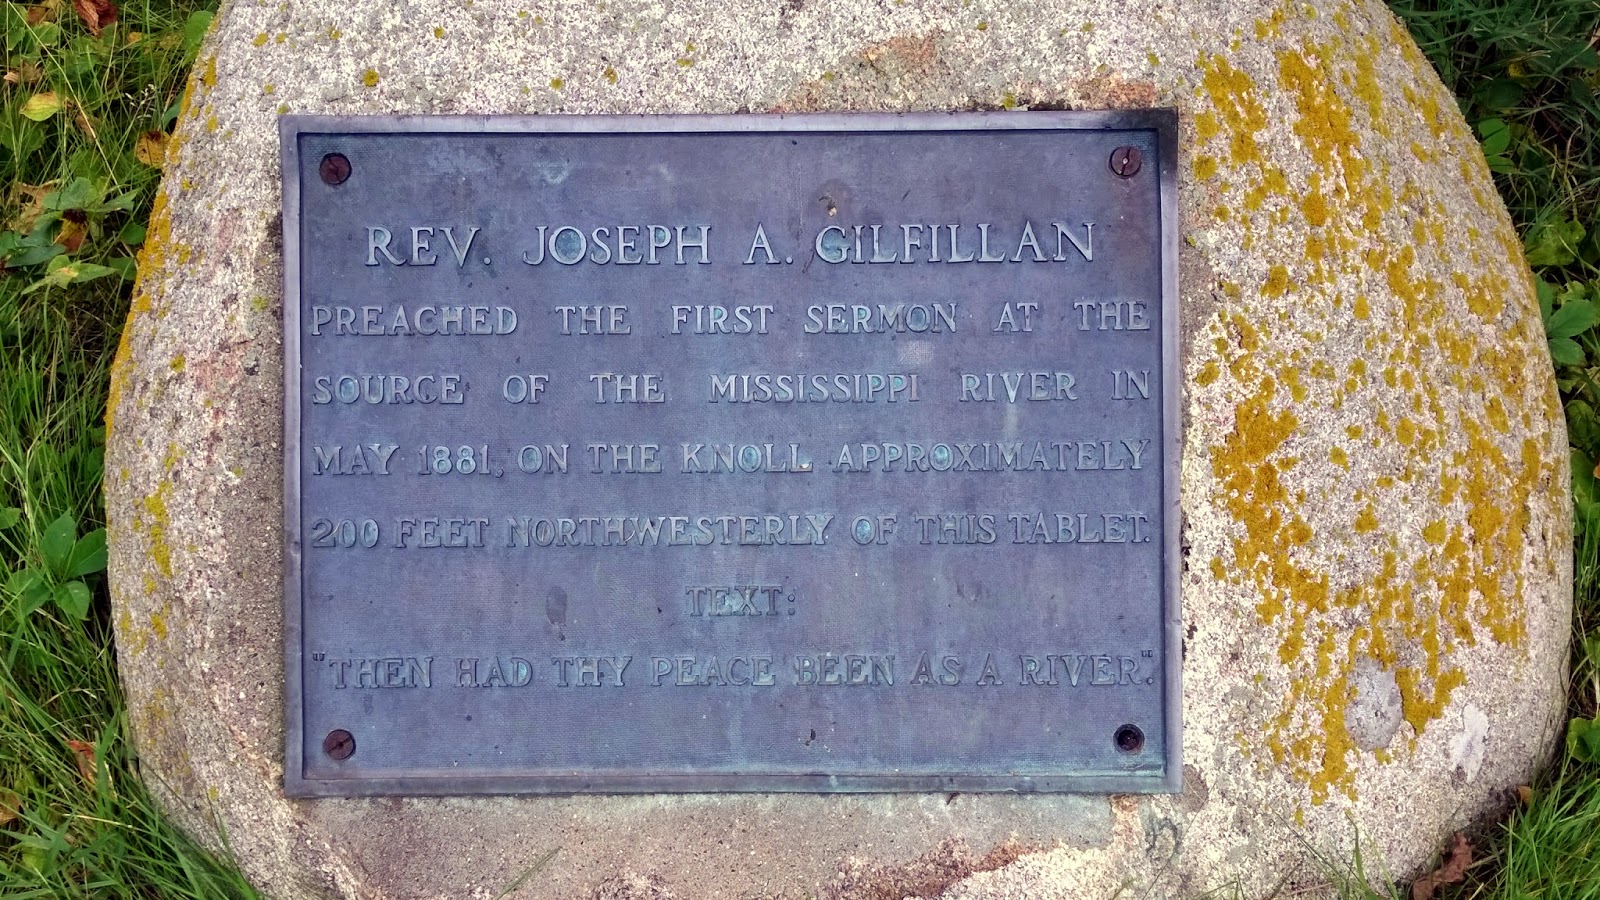 REV. JOSEPH A. GILFILLAN
PREACHED THE FIRST SERMON AT THE
SOURCE OF THE MISSISSIPPI RIVER IN
MAY 1881, ON THE KNOLL APPROXIMATELY
200 FEET NORTHWESTERLY OF THIS TABLET.
TEXT:
"THEN HAD THY PEACE BEEN AS A RIVER".